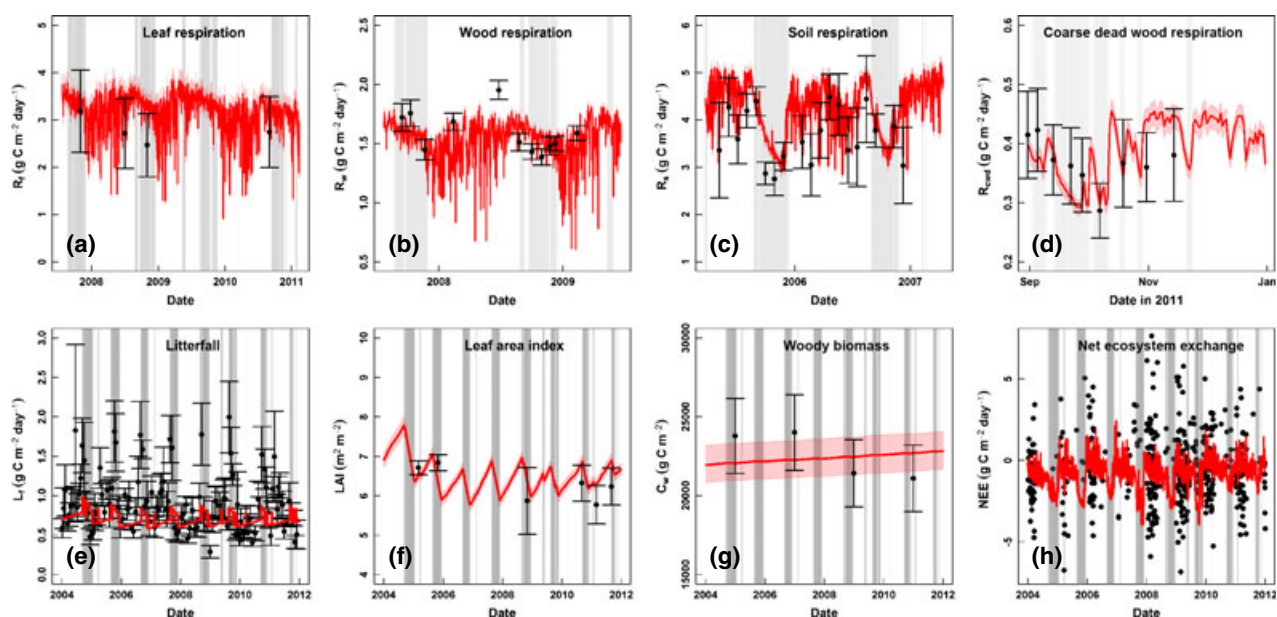 Leaf respiration
R_f (g C m⁻² day⁻¹)
5
4
3
2
1
0
(a)
2008 2009 2010 2011
Date
Wood respiration
R_w (g C m⁻² day⁻¹)
2.5
2.0
1.5
1.0
0.5
(b)
2008 2009
Date
Soil respiration
R_s (g C m⁻² day⁻¹)
6
5
4
3
2
1
0
(c)
2006 2007
Date
Coarse dead wood respiration
R_cwd (g C m⁻² day⁻¹)
0.6
0.5
0.4
0.3
0.2
(d)
Sep Nov Jan
Date in 2011
Litterfall
L_f (g C m⁻² day⁻¹)
3.0
2.5
2.0
1.5
1.0
0.5
0.0
(e)
2004 2006 2008 2010 2012
Date
Leaf area index
LAI (m² m⁻²)
10
9
8
7
6
5
4
(f)
2004 2006 2008 2010 2012
Date
Woody biomass
C_w (g C m⁻²)
30000
25000
20000
15000
(g)
2004 2006 2008 2010 2012
Date
Net ecosystem exchange
NEE (g C m⁻² day⁻¹)
5
0
-5
(h)
2004 2006 2008 2010 2012
Date